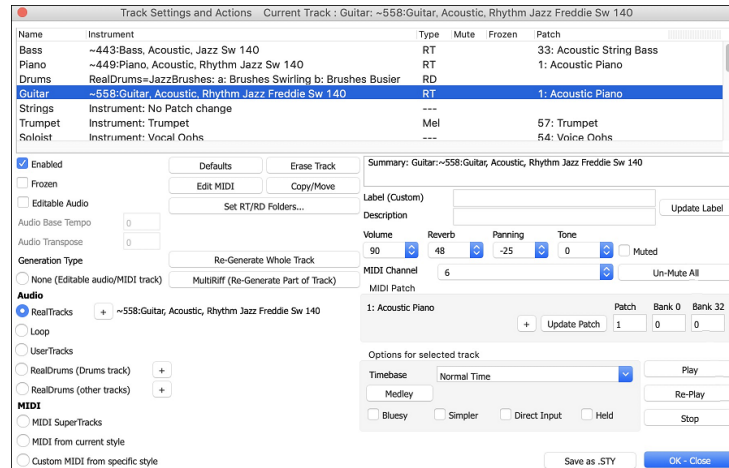 Track Settings and Actions Current Track : Guitar: ~558:Guitar, Acoustic, Rhythm Jazz Freddie Sw 140
Name Instrument Type Mute Frozen Patch
Bass ~443:Bass, Acoustic, Jazz Sw 140 RT 33: Acoustic String Bass
Piano ~449:Piano, Acoustic, Rhythm Jazz Sw 140 RT 1: Acoustic Piano
Drums RealDrums=JazzBrushes: a: Brushes Swirling b: Brushes Busier RD
Guitar ~558:Guitar, Acoustic, Rhythm Jazz Freddie Sw 140 RT 1: Acoustic Piano
Strings Instrument: No Patch change ---
Trumpet Instrument: Trumpet Mel 57: Trumpet
Soloist Instrument: Vocal Oohs --- 54: Voice Oohs
Enabled Defaults Erase Track
Frozen Edit MIDI Copy/Move
Editable Audio Set RT/RD Folders...
Audio Base Tempo 0
Audio Transpose 0
Generation Type Re-Generate Whole Track
None (Editable audio/MIDI track) MultiRiff (Re-Generate Part of Track)
Audio
RealTracks + ~558:Guitar, Acoustic, Rhythm Jazz Freddie Sw 140
Loop
UserTracks
RealDrums (Drums track) +
RealDrums (other tracks) +
MIDI
MIDI SuperTracks
MIDI from current style
Custom MIDI from specific style
Summary: Guitar:~558:Guitar, Acoustic, Rhythm Jazz Freddie Sw 140
Label (Custom)
Description
Update Label
Volume Reverb Panning Tone
90 48 -25 0 Muted
MIDI Channel 6 Un-Mute All
MIDI Patch
1: Acoustic Piano Patch Bank 0 Bank 32
+ Update Patch 1 0 0
Options for selected track
Timebase Normal Time Play
Medley Re-Play
Bluesy Simpler Direct Input Held Stop
Save as .STY OK - Close